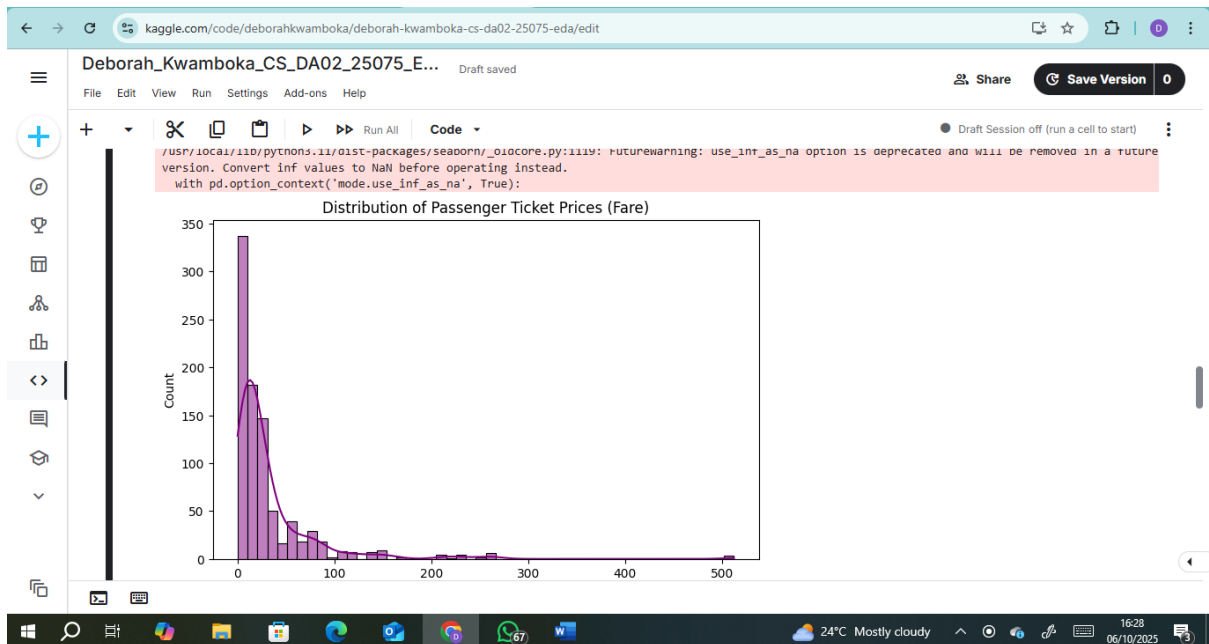 kaggle.com/code/deborahkwamboka/deborah-kwamboka-cs-da02-25075-eda/edit
D
Deborah_Kwamboka_CS_DA02_25075_E...
Draft saved
Share
Save Version
0
File Edit View Run Settings Add-ons Help
Run All
Code
Draft Session off (run a cell to start)
/usr/local/lib/python3.11/dist-packages/seaborn/_oldcore.py:1119: FutureWarning: use_inf_as_na option is deprecated and will be removed in a future
version. Convert inf values to NaN before operating instead.
with pd.option_context('mode.use_inf_as_na', True):
Distribution of Passenger Ticket Prices (Fare)
350
300
250
200
150
100
50
0
Count
0 100 200 300 400 500
67
W
24°C Mostly cloudy
16:28
06/10/2025
3